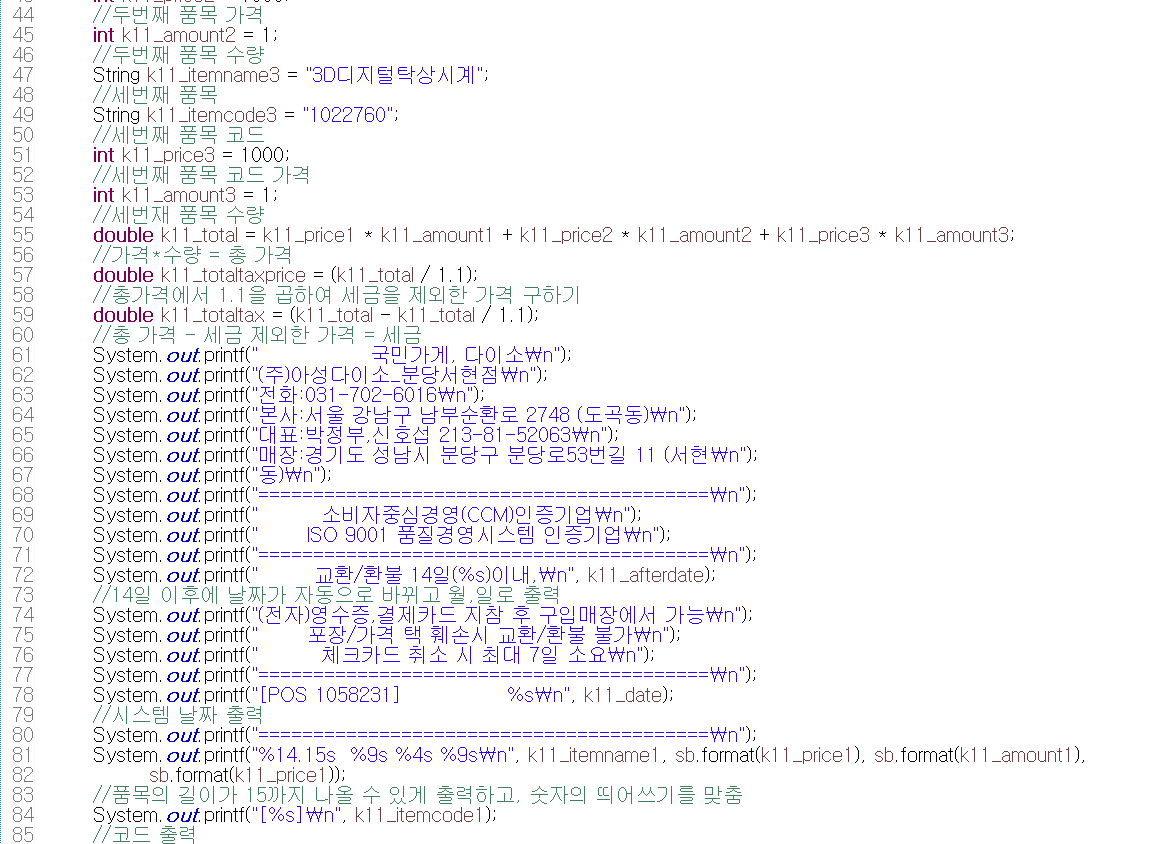 44 //두번째 품목 가격
45 int k11_amount2 = 1;
46 //두번째 품목 수량
47 String k11_itemname3 = "3D디지털탁상시계";
48 //세번째 품목
49 String k11_itemcode3 = "1022760";
50 //세번째 품목 코드
51 int k11_price3 = 1000;
52 //세번째 품목 코드 가격
53 int k11_amount3 = 1;
54 //세번재 품목 수량
55 double k11_total = k11_price1 * k11_amount1 + k11_price2 * k11_amount2 + k11_price3 * k11_amount3;
56 //가격*수량 = 총 가격
57 double k11_totaltaxprice = (k11_total / 1.1);
58 //총가격에서 1.1을 곱하여 세금을 제외한 가격 구하기
59 double k11_totaltax = (k11_total - k11_total / 1.1);
60 //총 가격 - 세금 제외한 가격 = 세금
61 System.out.printf("                 국민가게, 다이소₩n");
62 System.out.printf("(주)아성다이소_분당서현점₩n");
63 System.out.printf("전화:031-702-6016₩n");
64 System.out.printf("본사:서울 강남구 남부순환로 2748 (도곡동)₩n");
65 System.out.printf("대표:박정부,신호섭 213-81-52063₩n");
66 System.out.printf("매장:경기도 성남시 분당구 분당로53번길 11 (서현₩n");
67 System.out.printf("동)₩n");
68 System.out.printf("=========================================₩n");
69 System.out.printf("         소비자중심경영(CCM)인증기업₩n");
70 System.out.printf("       ISO 9001 품질경영시스템 인증기업₩n");
71 System.out.printf("=========================================₩n");
72 System.out.printf("        교환/환불 14일(%s)이내,₩n", k11_afterdate);
73 //14일 이후에 날짜가 자동으로 바뀌고 월,일로 출력
74 System.out.printf("(전자)영수증,결제카드 지참 후 구입매장에서 가능₩n");
75 System.out.printf("       포장/가격 택 훼손시 교환/환불 불가₩n");
76 System.out.printf("         체크카드 취소 시 최대 7일 소요₩n");
77 System.out.printf("=========================================₩n");
78 System.out.printf("[POS 1058231]               %s₩n", k11_date);
79 //시스템 날짜 출력
80 System.out.printf("=========================================₩n");
81 System.out.printf("%14.15s  %9s %4s %9s₩n", k11_itemname1, sb.format(k11_price1), sb.format(k11_amount1),
82 sb.format(k11_price1));
83 //품목의 길이가 15까지 나올 수 있게 출력하고, 숫자의 띄어쓰기를 맞춤
84 System.out.printf("[%s]₩n", k11_itemcode1);
85 //코드 출력